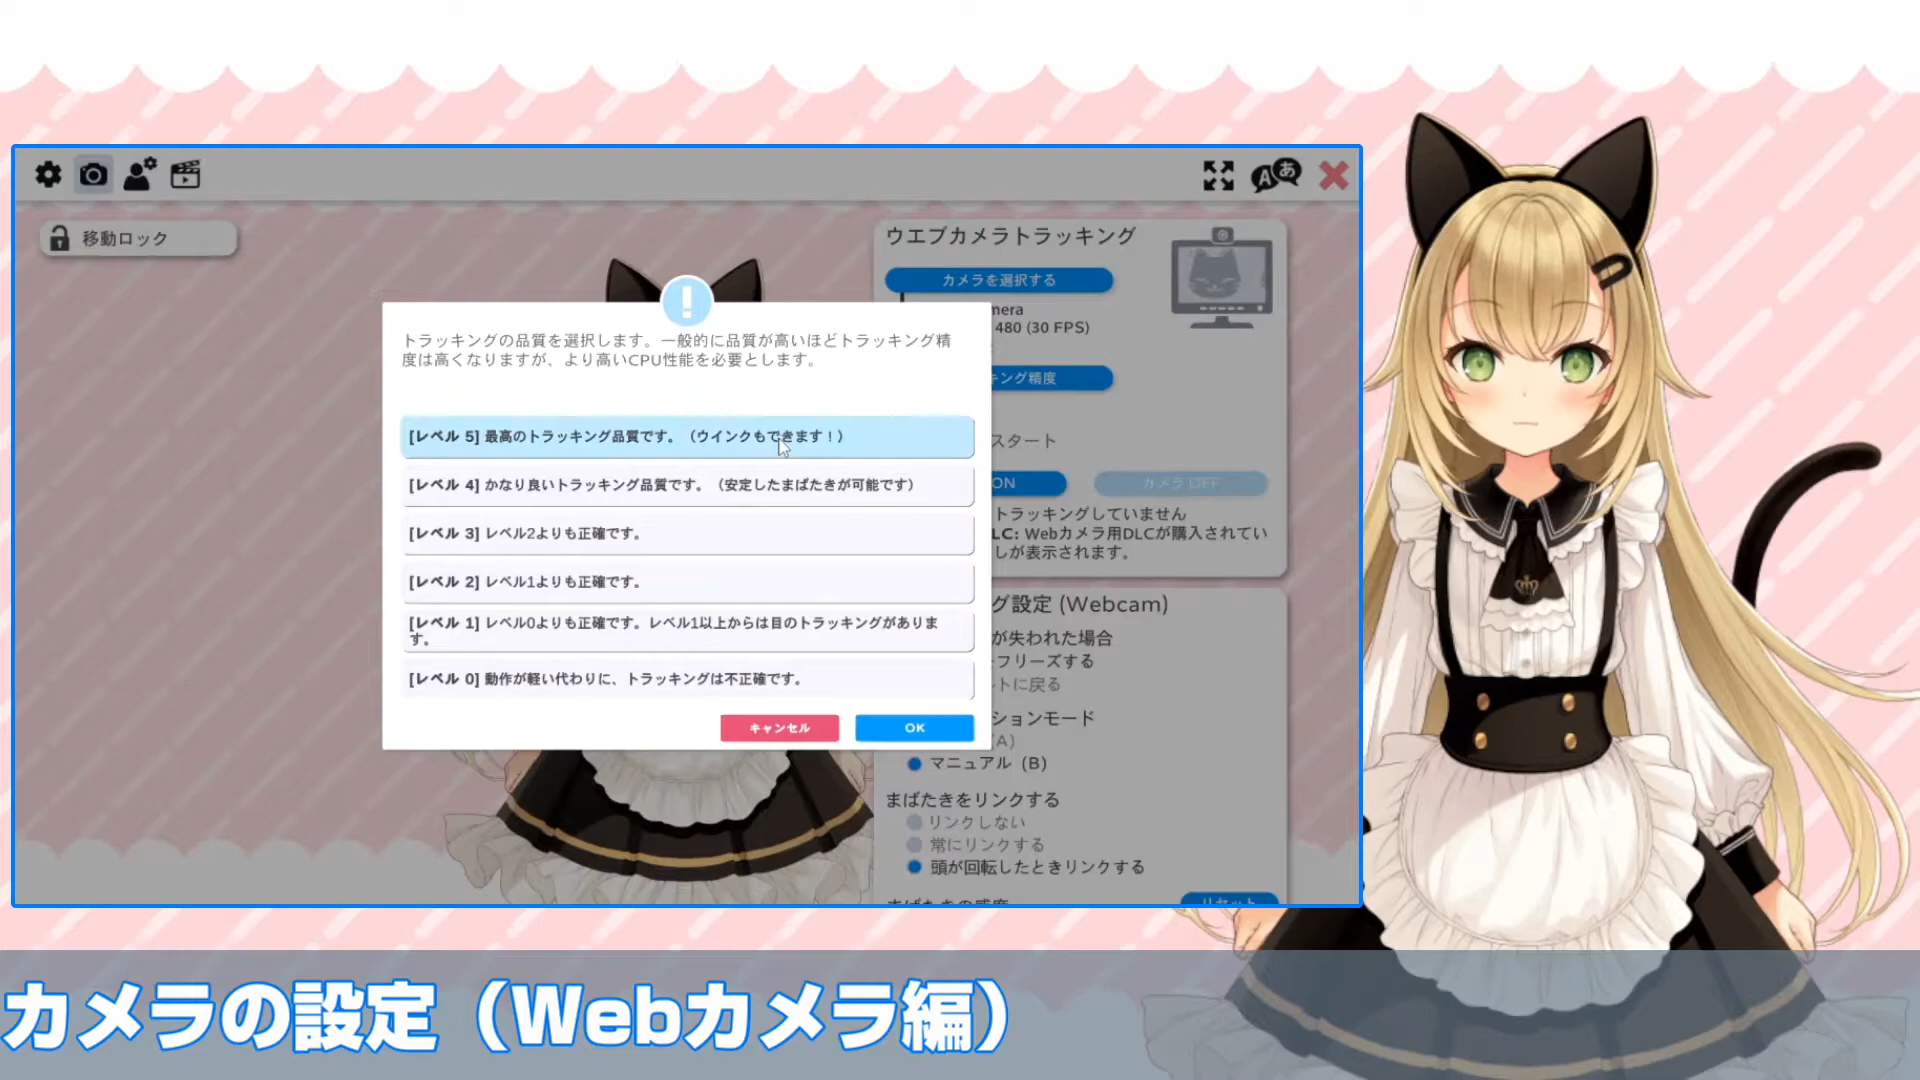 移動ロック
Aあ
ウエブカメラトラッキング
カメラを選択する
mera
480 (30 FPS)
キング精度
スタート
ON
カメラ OFF
トラッキングしていません
LC: Webカメラ用DLCが購入されてい
しが表示されます。
トラッキングの品質を選択します。一般的に品質が高いほどトラッキング精
度は高くなりますが、より高いCPU性能を必要とします。
[レベル 5] 最高のトラッキング品質です。（ウインクもできます！）
[レベル 4] かなり良いトラッキング品質です。（安定したまばたきが可能です）
[レベル 3] レベル2よりも正確です。
[レベル 2] レベル1よりも正確です。
[レベル 1] レベル0よりも正確です。レベル1以上からは目のトラッキングがありま
す。
[レベル 0] 動作が軽い代わりに、トラッキングは不正確です。
キャンセル
OK
グ設定 (Webcam)
が失われた場合
フリーズする
トに戻る
ションモード
(A)
マニュアル (B)
まばたきをリンクする
リンクしない
常にリンクする
頭が回転したときリンクする
まばたきの感度
リセット
カメラの設定（Webカメラ編）